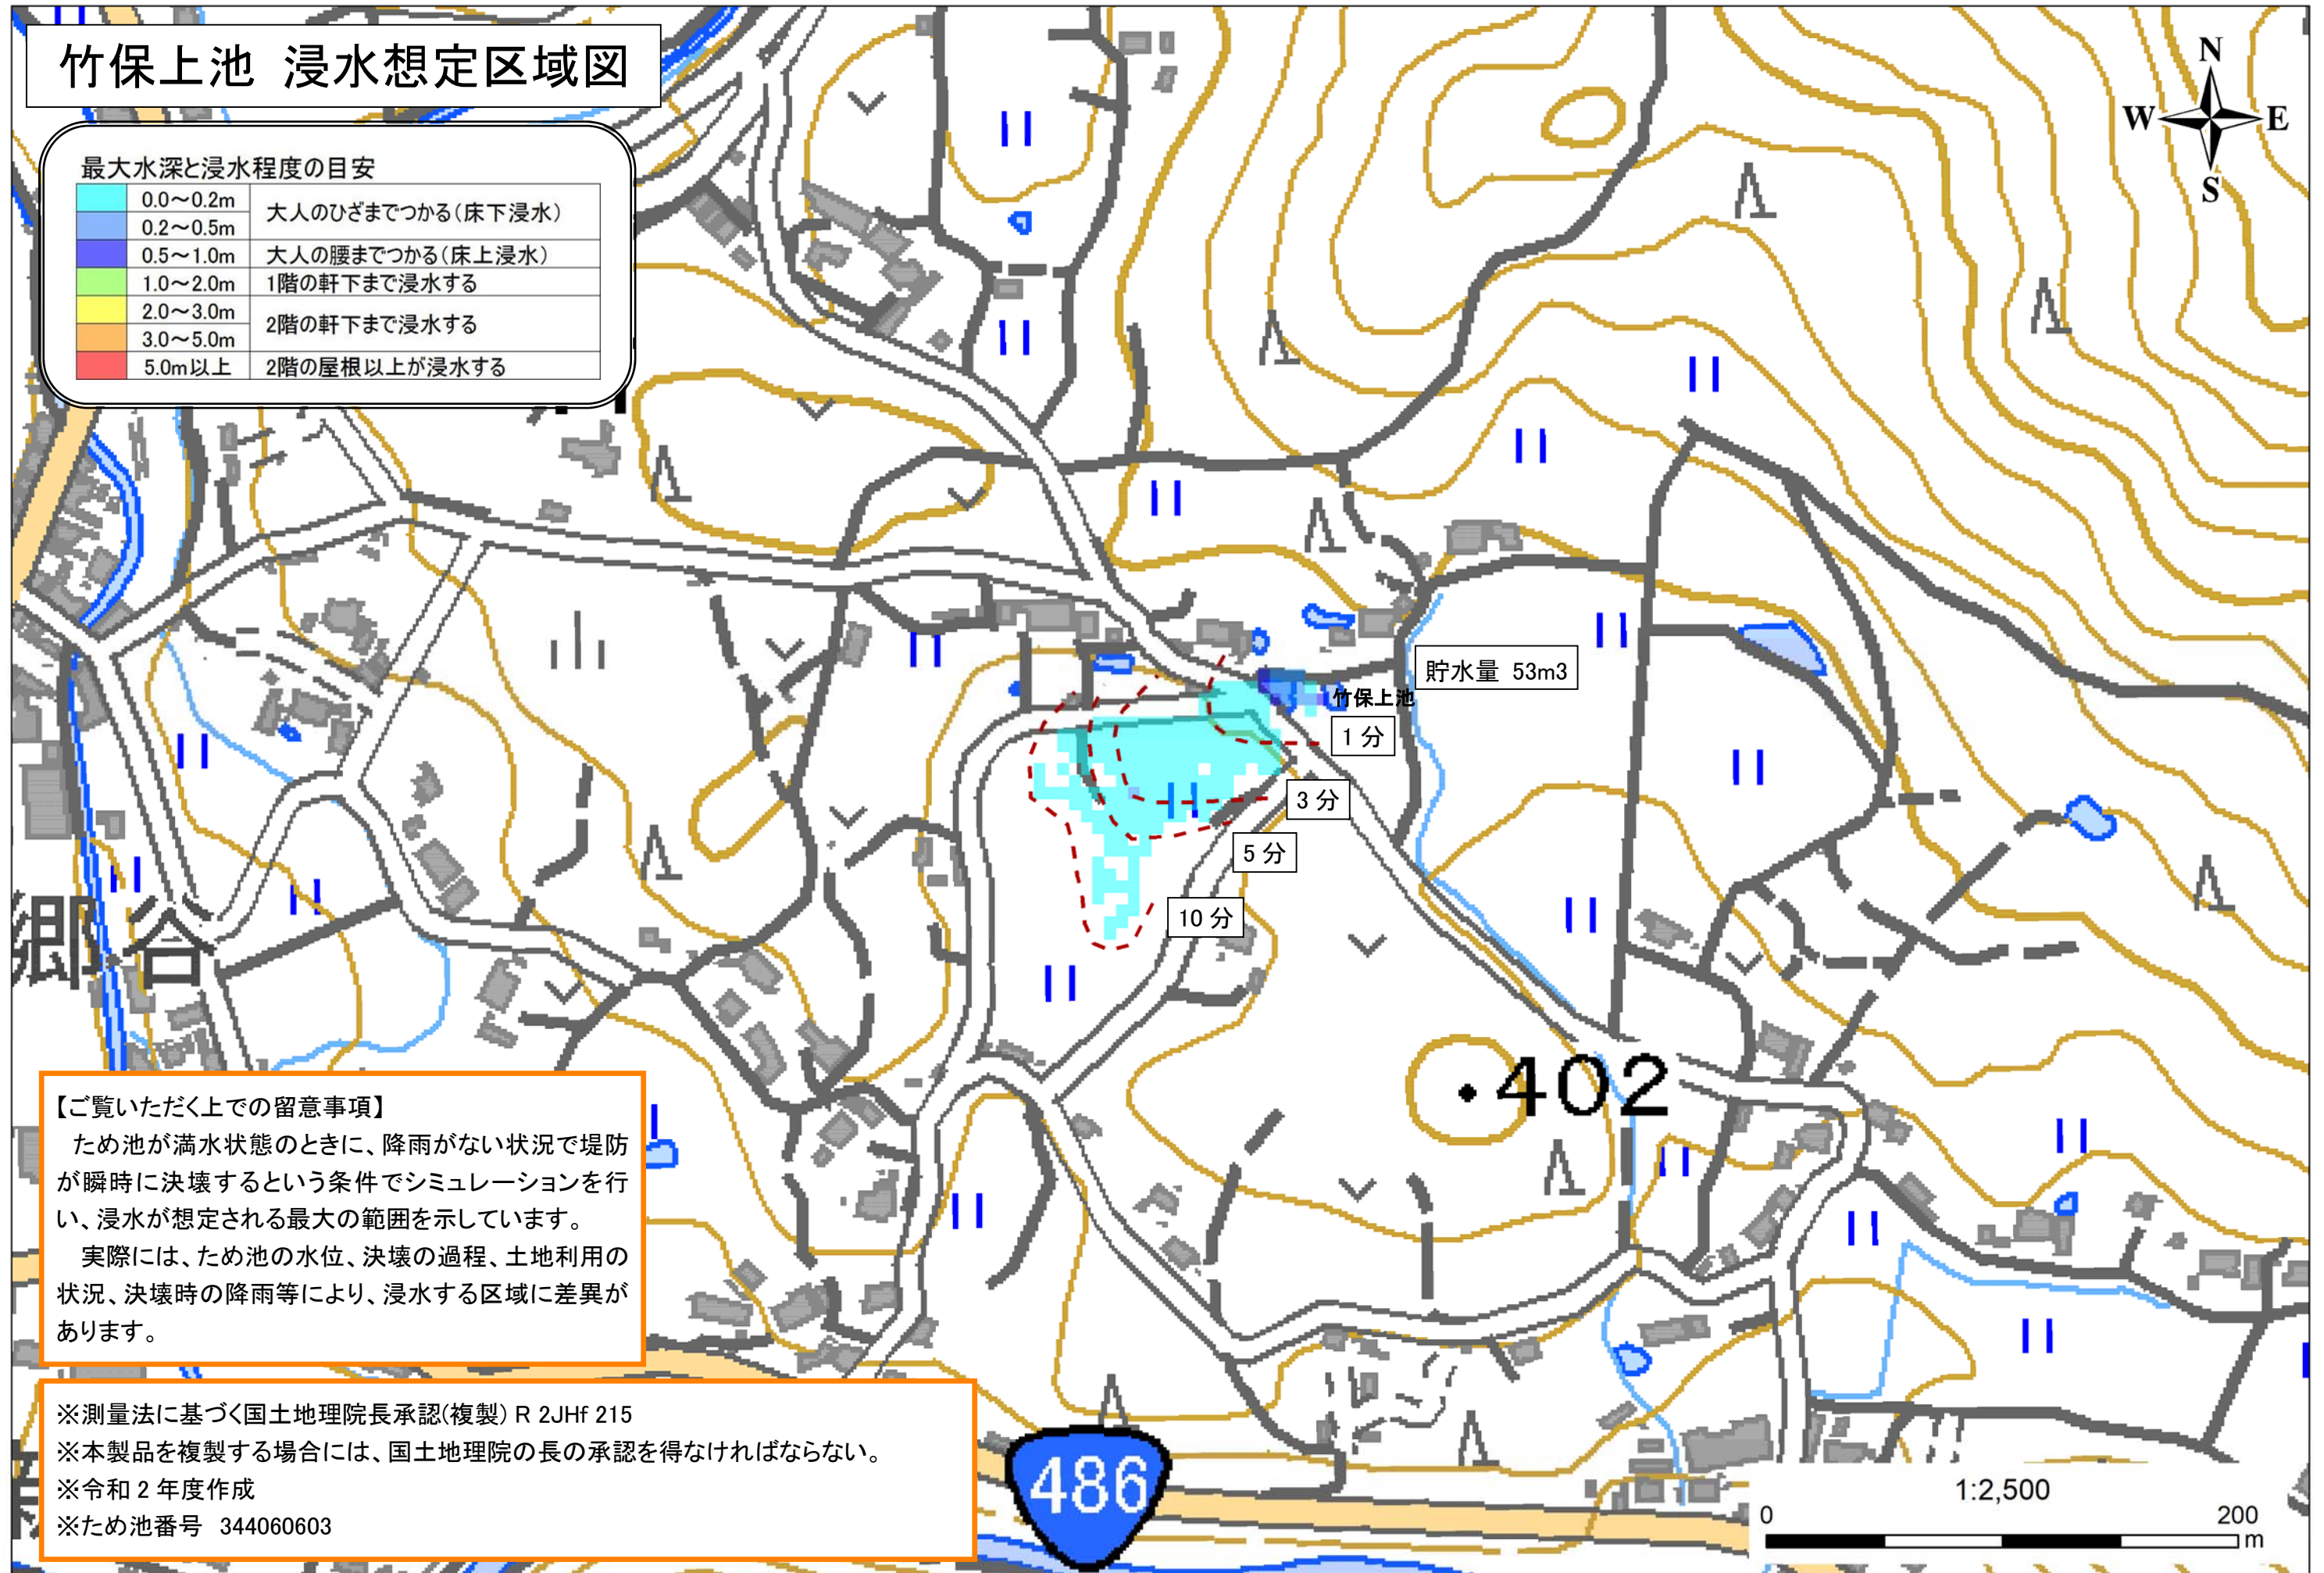 竹保上池 浸水想定区域図
N
W E
S
最大水深と浸水程度の目安
0.0～0.2m
大人のひざまでつかる(床下浸水)
0.2～0.5m
0.5～1.0m 大人の腰までつかる(床上浸水)
1.0～2.0m 1階の軒下まで浸水する
2.0～3.0m
2階の軒下まで浸水する
3.0～5.0m
5.0m以上 2階の屋根以上が浸水する
貯水量 53m3
竹保上池
1 分
3 分
5 分
10 分
郷谷
402
【ご覧いただく上での留意事項】
ため池が満水状態のときに、降雨がない状況で堤防
が瞬時に決壊するという条件でシミュレーションを行
い、浸水が想定される最大の範囲を示しています。
実際には、ため池の水位、決壊の過程、土地利用の
状況、決壊時の降雨等により、浸水する区域に差異が
あります。
※測量法に基づく国土地理院長承認(複製) R 2JHf 215
※本製品を複製する場合には、国土地理院の長の承認を得なければならない。
※令和 2 年度作成
※ため池番号 344060603
486
1:2,500
0 200
m